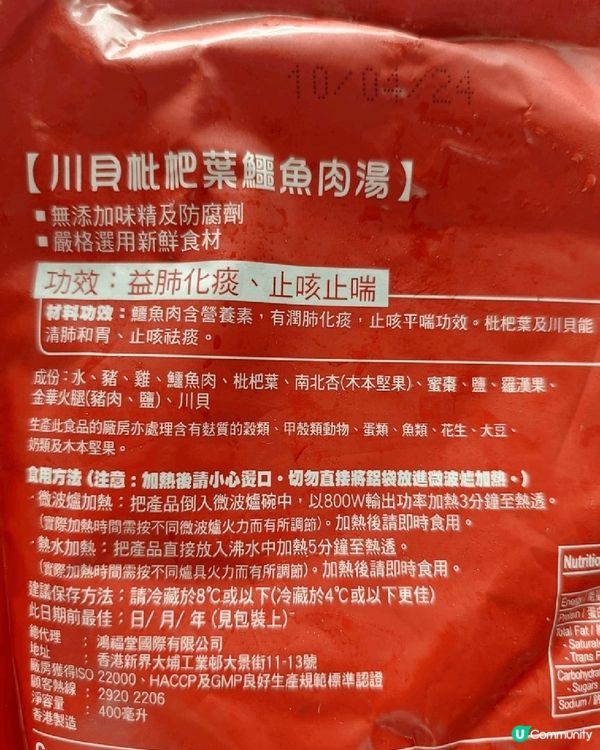 10/04/24
【川貝枇杷葉鱷魚肉湯】
▪無添加味精及防腐劑
▪嚴格選用新鮮食材
功效：益肺化痰、止咳止喘
材料功效：鱷魚肉含營養素，有潤肺化痰，止咳平喘功效。枇杷葉及川貝能
清肺和胃、止咳祛痰。
成份：水、豬、雞、鱷魚肉、枇杷葉、南北杏(木本堅果)、蜜棗、鹽、羅漢果、
金華火腿(豬肉、鹽)、川貝
生產此食品的廠房亦處理含有麩質的穀類、甲殼類動物、蛋類、魚類、花生、大豆、
奶類及木本堅果。
食用方法（注意：加熱後請小心燙口。切勿直接將鋁袋放進微波爐加熱。）
·微波爐加熱：把產品倒入微波爐碗中，以800W輸出功率加熱3分鐘至熱透。
（實際加熱時間需按不同微波爐火力而有所調節）。加熱後請即時食用。
·熱水加熱：把產品直接放入沸水中加熱5分鐘至熱透。
（實際加熱時間需按不同爐具火力而有所調節）。加熱後請即時食用。
建議保存方法：請冷藏於8℃或以下(冷藏於4℃或以下更佳)
此日期前最佳：日/月/年(見包裝上)
總代理：鴻福堂國際有限公司
地址：香港新界大埔工業邨大景街11-13號
廠房獲得ISO 22000、HACCP及GMP良好生產規範標準認證
顧客熱線：2920 2206
淨容量：400毫升
香港製造
Nutritio
Energy/能
Protein/蛋
Total Fat/
- Saturat
- Trans F
Carbohydra
- Sugars
Sodium/鈉
U Community